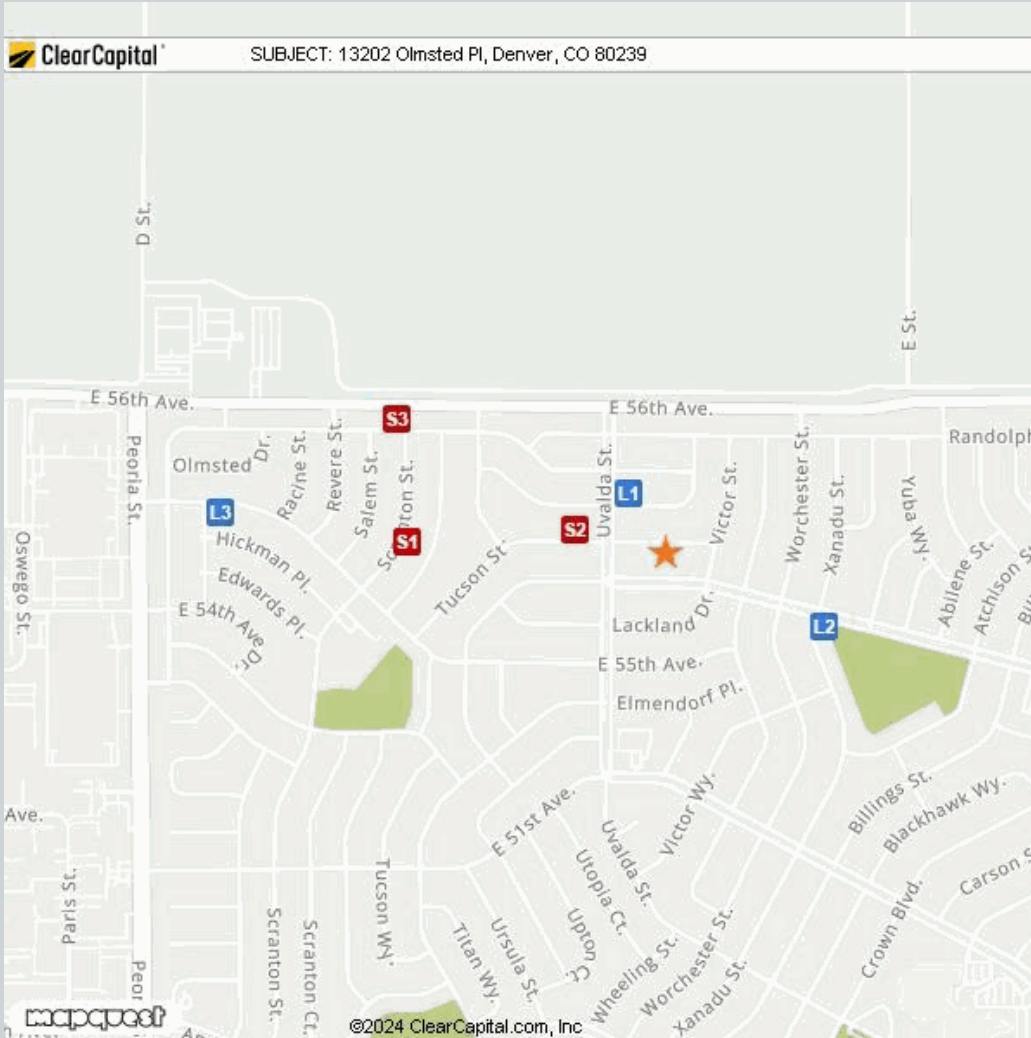 ClearCapital
SUBJECT: 13202 Olmsted Pl, Denver, CO 80239
D St.
E St.
E 56th Ave.
E 56th Ave.
S3
Randolph
Peoria St.
Olmsted
Dr.
Racine St.
Revere St.
Salem St.
nton St.
Uvalda St.
Victor St.
Worchester St.
Xanadu St.
Yuba Wy.
L3
L1
S2
S1
Oswego St.
Hickman Pl.
Edwards Pl.
E 54th Ave
Dr.
Tucson St.
Abilene St.
Atchison S
Lackland Dr.
L2
E 55th Ave.
Elmendorf Pl.
Ave.
E 51st Ave.
Victor Wy.
Billings St.
Blackhawk Wy.
Carson S
Paris St.
Tucson Wy.
Uvalda St.
Utopia Ct.
Upton Ct.
Crown Blvd.
Scranton St.
Scranton Ct.
Titan Wy.
Ursula St.
Wheeling St.
Worchester St.
Xanadu St.
Peor
mapquest
©2024 ClearCapital.com, Inc